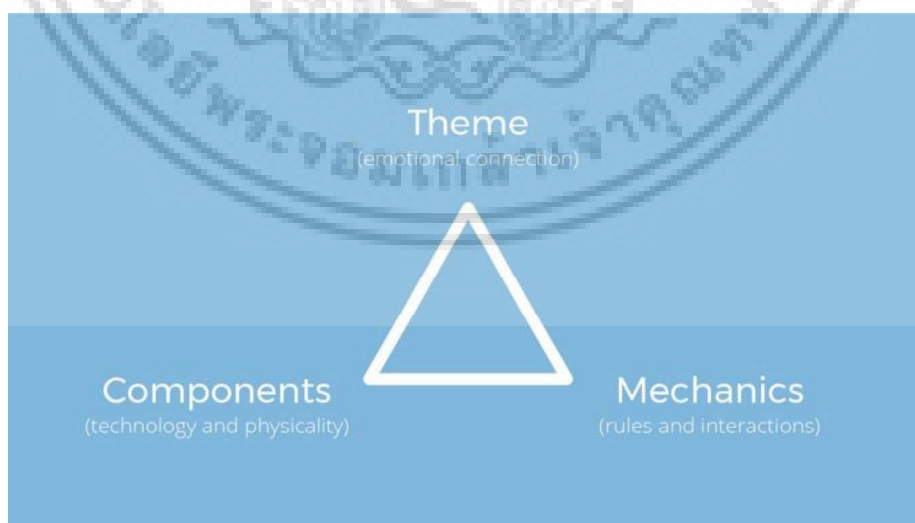 Theme
(emotional connection)
Components
(technology and physicality)
Mechanics
(rules and interactions)